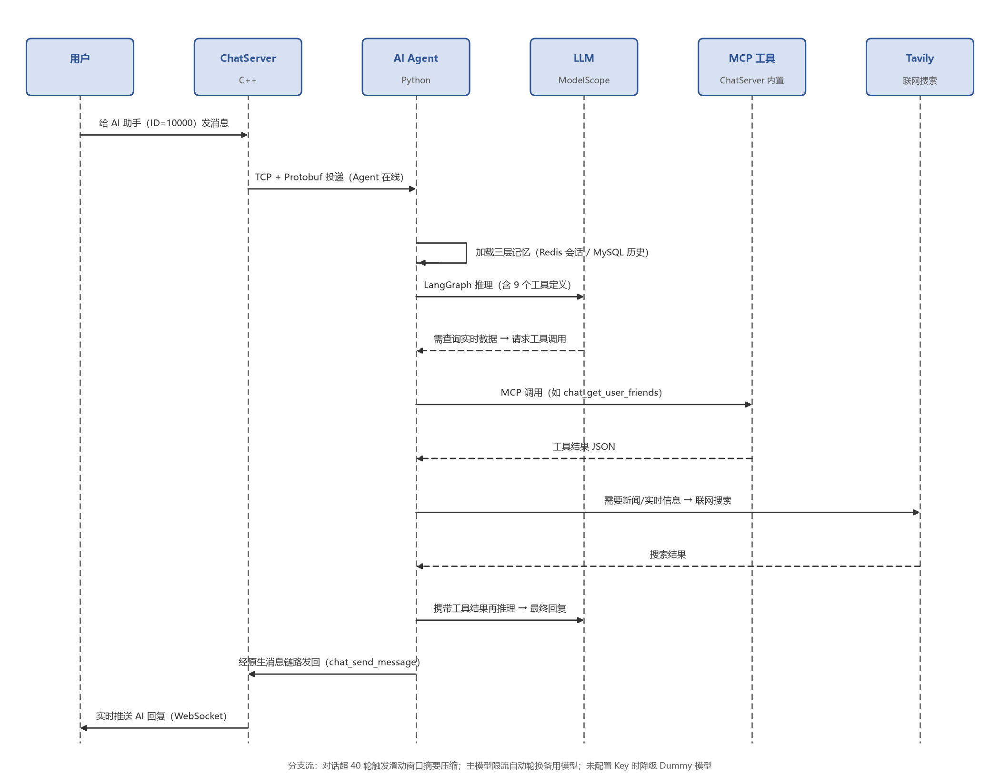 用户
ChatServer
C++
AI Agent
Python
LLM
ModelScope
MCP 工具
ChatServer 内置
Tavily
联网搜索
给 AI 助手（ID=10000）发消息
TCP + Protobuf 投递（Agent 在线）
加载三层记忆（Redis 会话 / MySQL 历史）
LangGraph 推理（含 9 个工具定义）
需查询实时数据 → 请求工具调用
MCP 调用（如 chat_get_user_friends）
工具结果 JSON
需要新闻/实时信息 → 联网搜索
搜索结果
携带工具结果再推理 → 最终回复
经原生消息链路发回（chat_send_message）
实时推送 AI 回复（WebSocket）
分支流：对话超 40 轮触发滑动窗口摘要压缩；主模型限流自动轮换备用模型；未配置 Key 时降级 Dummy 模型